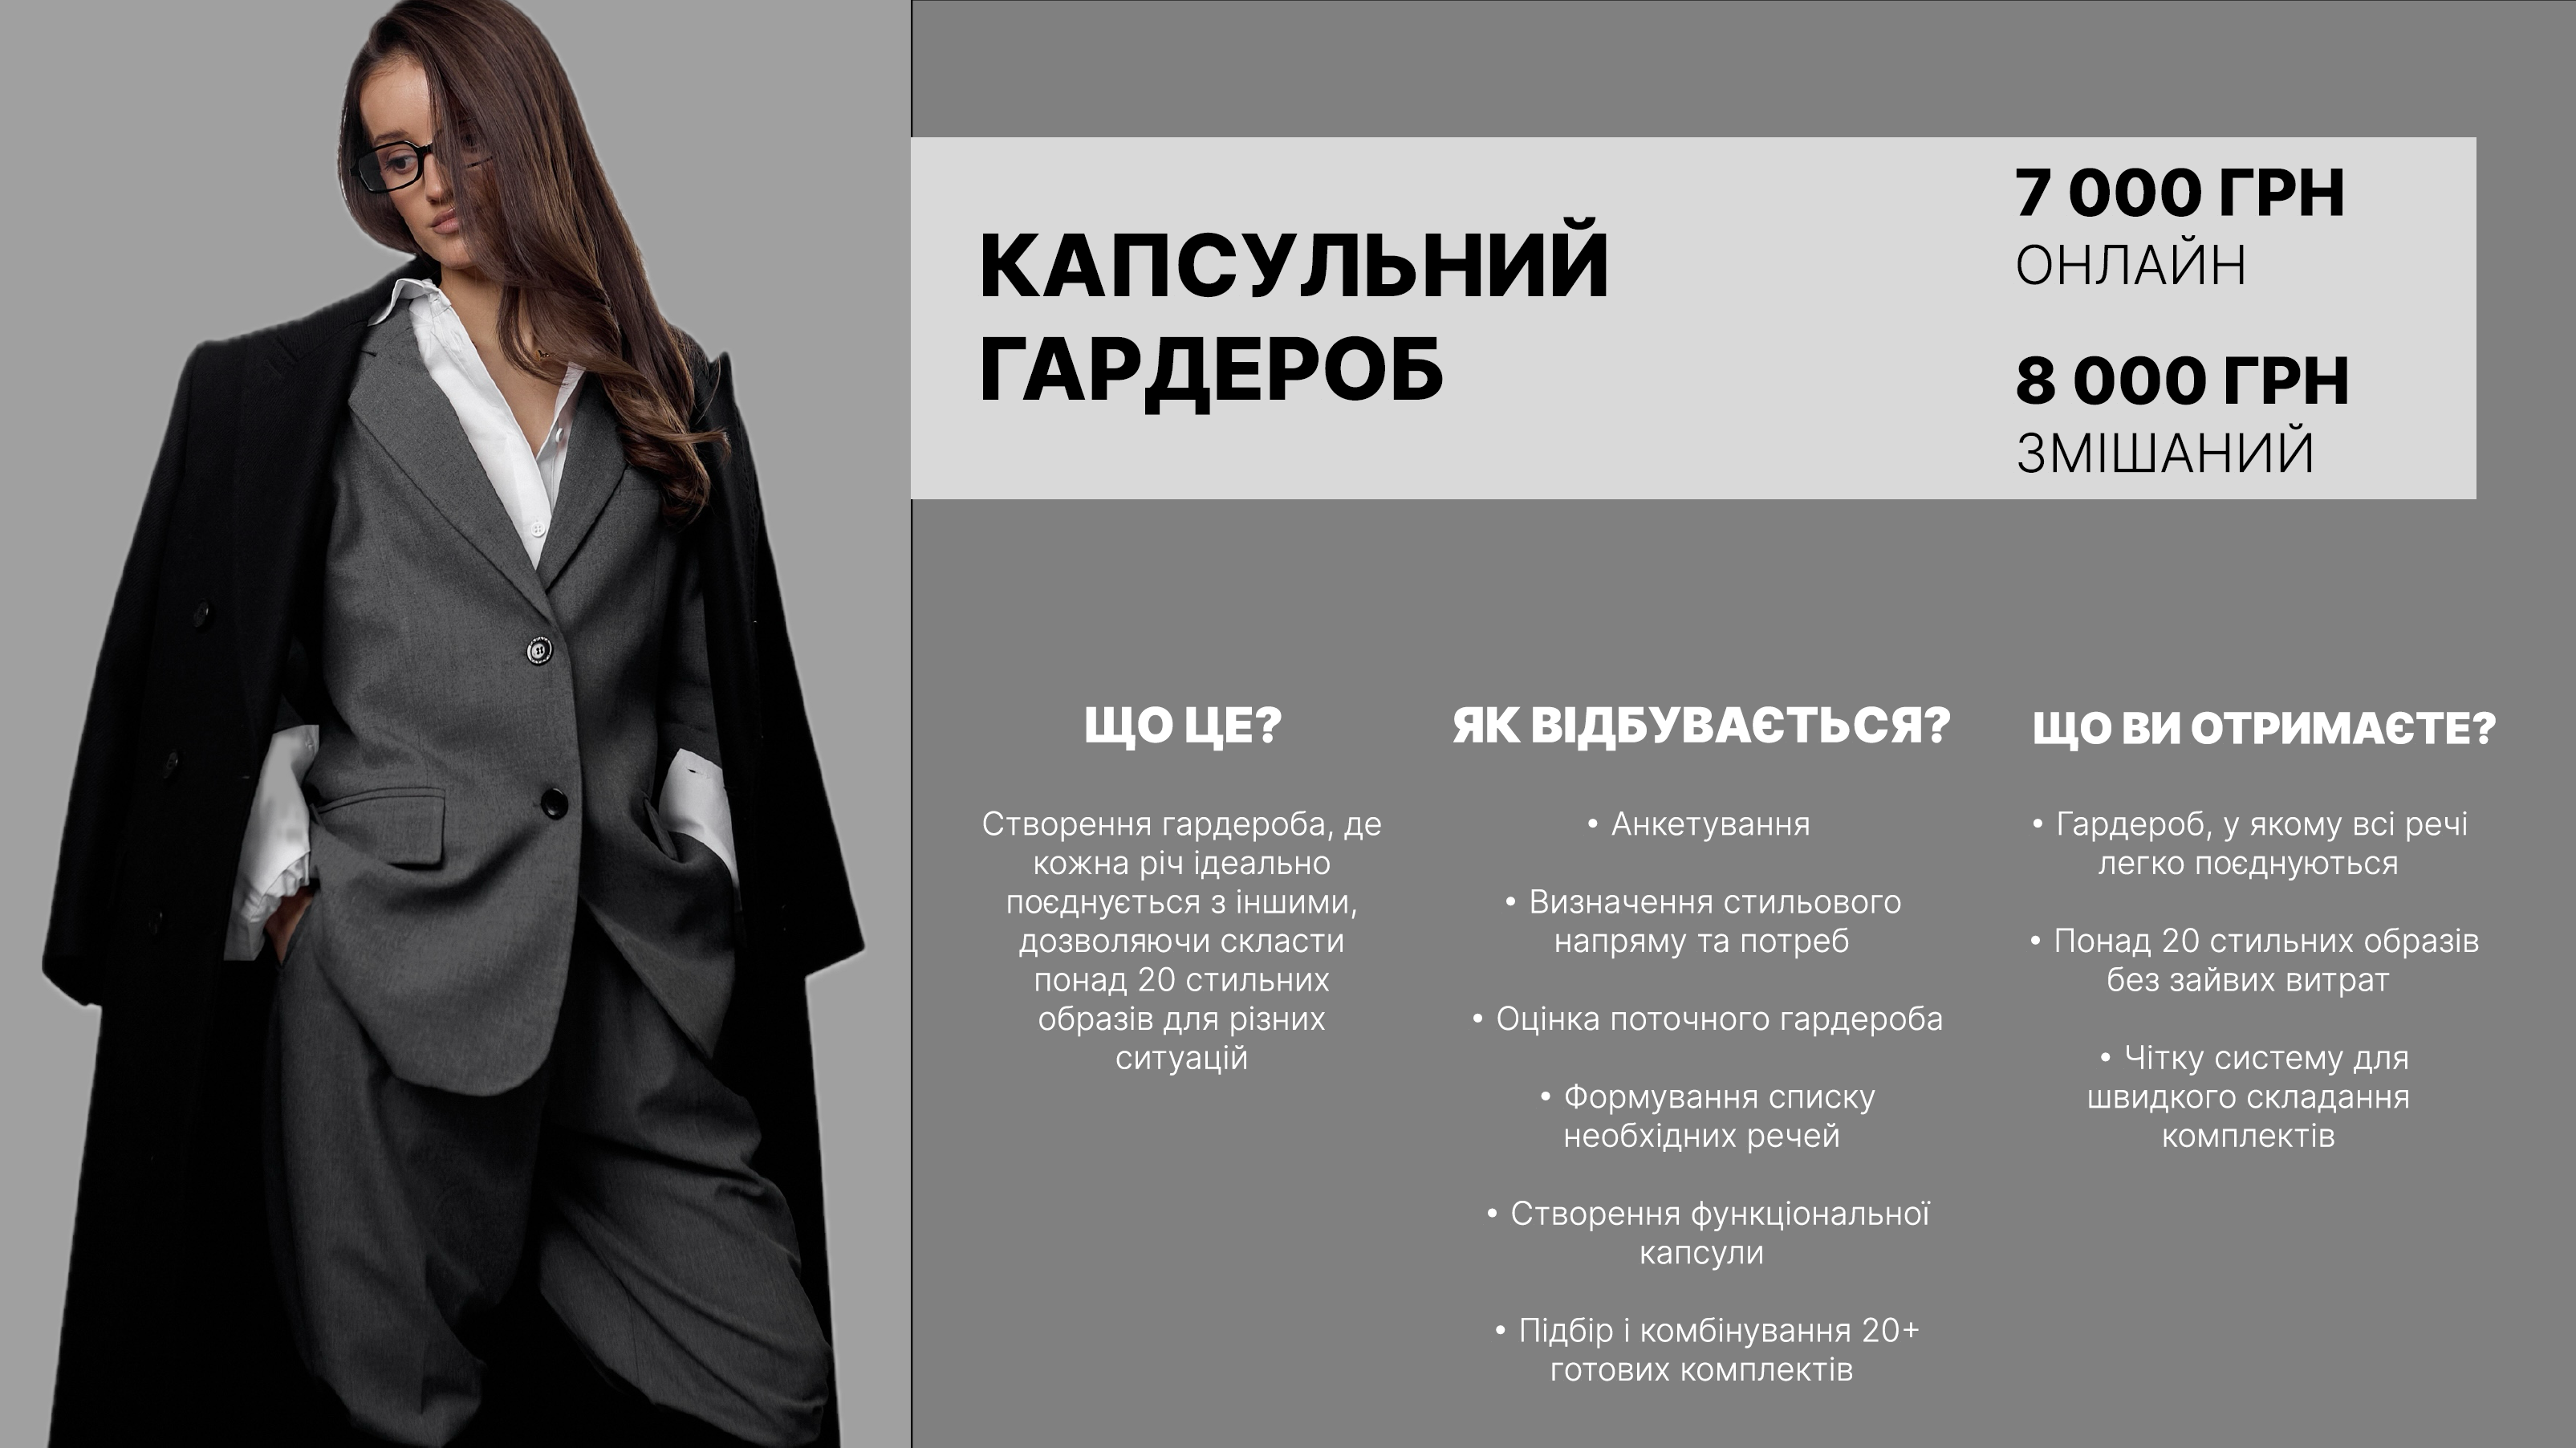 КАПСУЛЬНИЙ
ГАРДЕРОБ
7 000 ГРН
ОНЛАЙН
8 000 ГРН
ЗМІШАНИЙ
ЩО ЦЕ?
Створення гардероба, де
кожна річ ідеально
поєднується з іншими,
дозволяючи скласти
понад 20 стильних
образів для різних
ситуацій
ЯК ВІДБУВАЄТЬСЯ?
• Анкетування
• Визначення стильового
напряму та потреб
• Оцінка поточного гардероба
• Формування списку
необхідних речей
• Створення функціональної
капсули
• Підбір і комбінування 20+
готових комплектів
ЩО ВИ ОТРИМАЄТЕ?
• Гардероб, у якому всі речі
легко поєднуються
• Понад 20 стильних образів
без зайвих витрат
• Чітку систему для
швидкого складання
комплектів